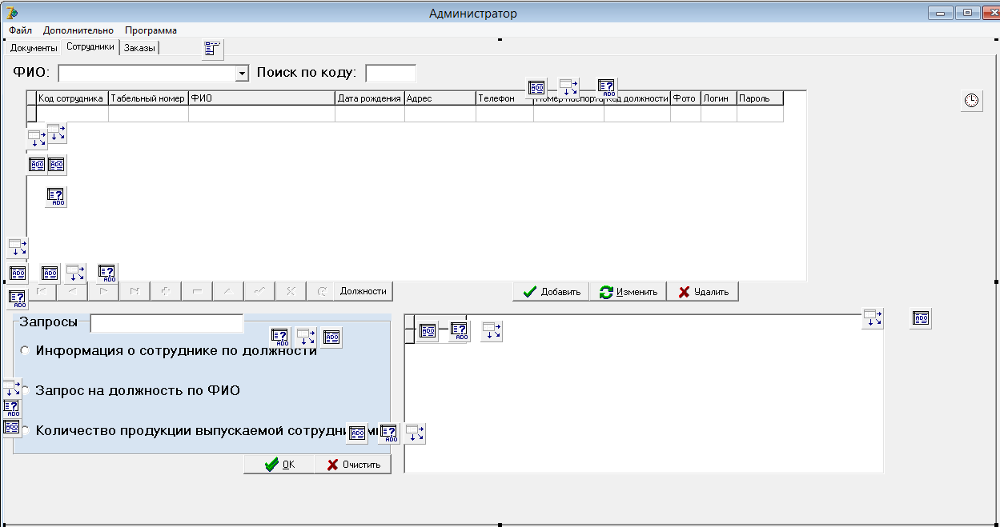 Администратор
Файл Дополнительно Программа
Документы Сотрудники Заказы
ФИО: Поиск по коду:
Код сотрудника Табельный номер ФИО Дата рождения Адрес Телефон Номер паспорта Код должности Фото Логин Пароль
Должности Добавить Изменить Удалить
Запросы
Информация о сотруднике по должности
Запрос на должность по ФИО
Количество продукции выпускаемой
OK Очистить